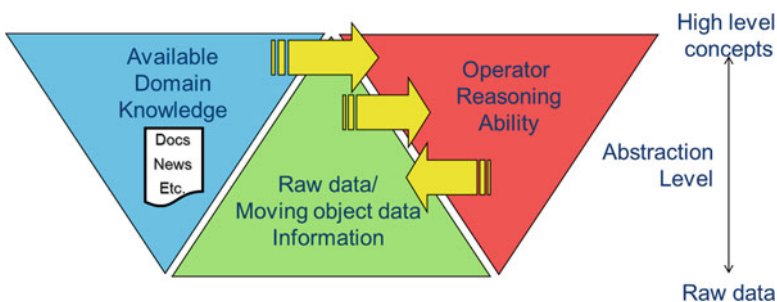 Available
Domain
Knowledge
Docs
News
Etc.
Raw data/
Moving object data
Information
Operator
Reasoning
Ability
High level
concepts
Abstraction
Level
Raw data